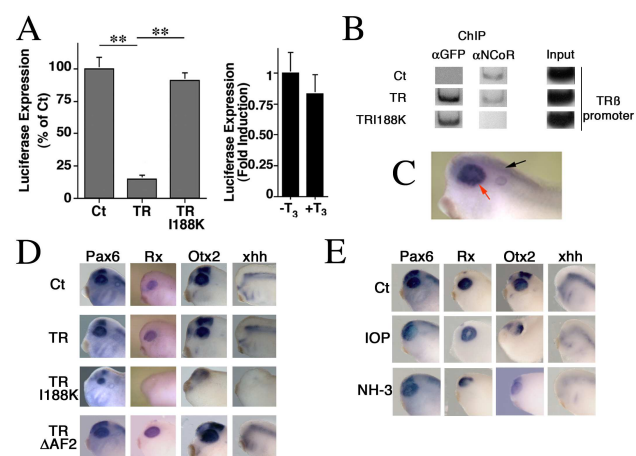 A
Luciferase Expression
(% of Ct)
100
75
50
25
0
**
**
Ct
TR
TR
I188K
Luciferase Expression
(Fold Induction)
1
0.75
0.5
0.25
0
-T3
+T3
B
ChIP
αGFP
αNCoR
Input
Ct
TR
TRI188K
TRß
promoter
C
D
Pax6
Rx
Otx2
xhh
Ct
TR
TR
I188K
TR
ΔAF2
E
Pax6
Rx
Otx2
xhh
Ct
IOP
NH-3